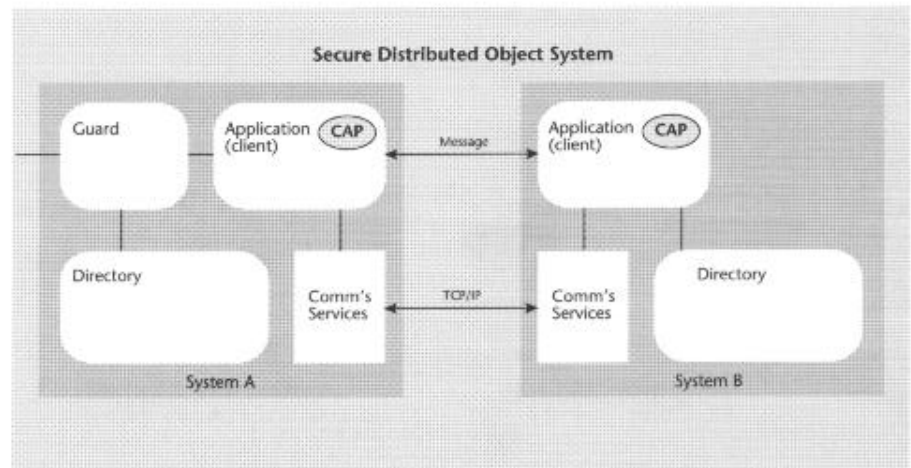 Secure Distributed Object System
Guard
Application
(client)
CAP
Message
Application
(client)
CAP
Directory
Comm's
Services
TCP/IP
Comm's
Services
Directory
System A
System B